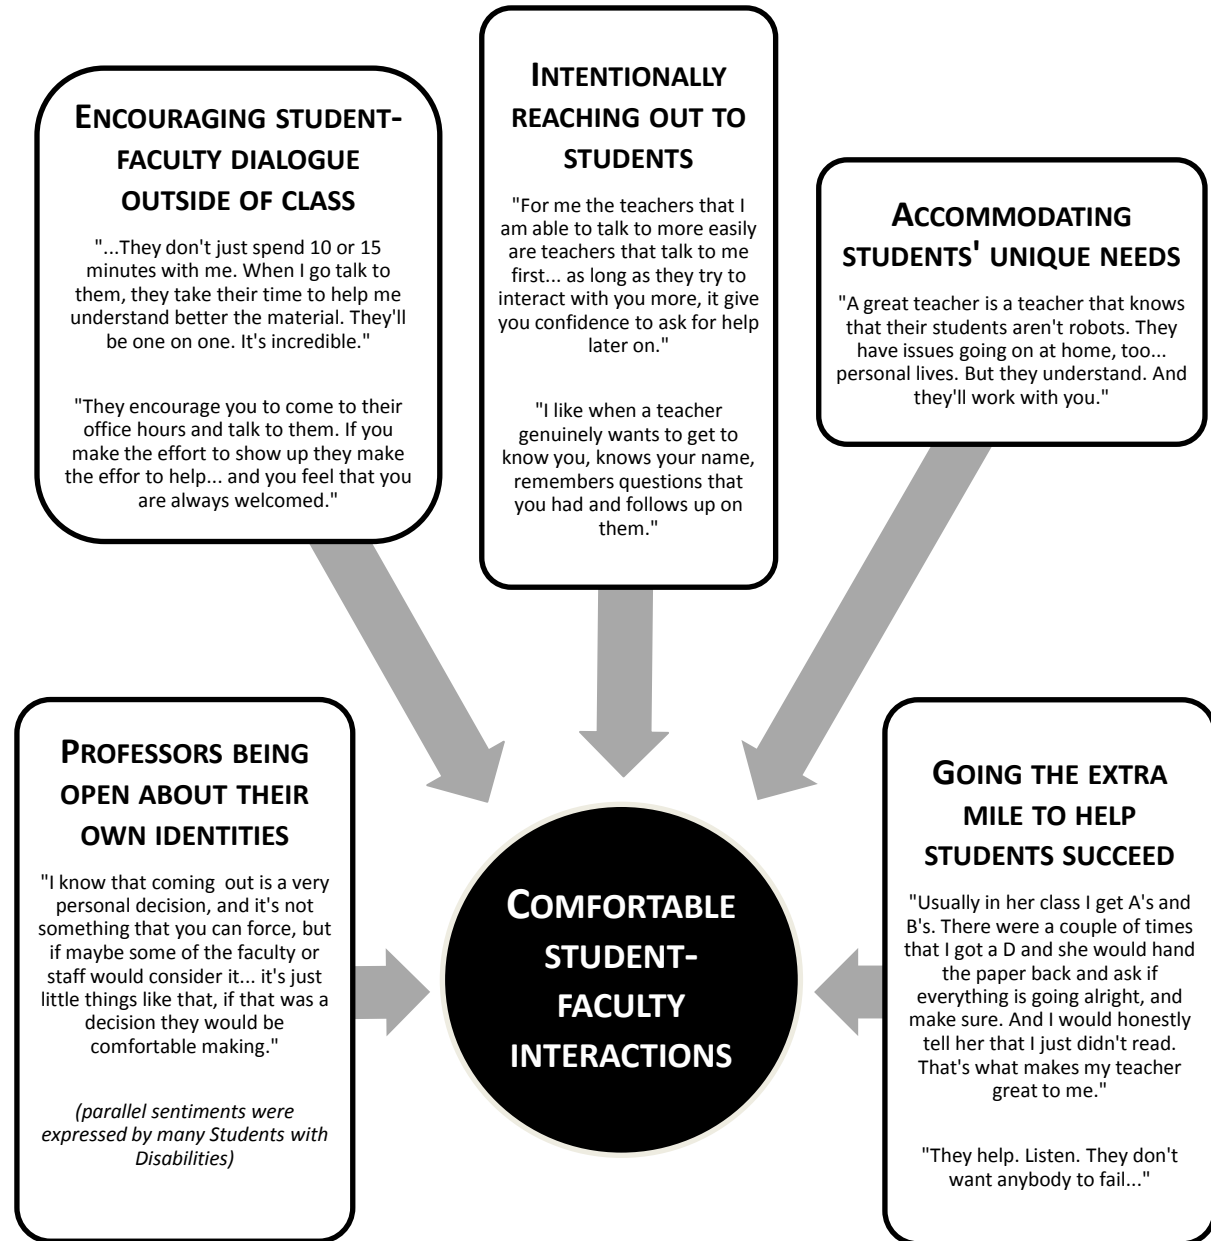 ENCOURAGING STUDENT-
FACULTY DIALOGUE
OUTSIDE OF CLASS
"...They don't just spend 10 or 15
minutes with me. When I go talk to
them, they take their time to help me
understand better the material. They'll
be one on one. It's incredible."
"They encourage you to come to their
office hours and talk to them. If you
make the effort to show up they make
the effor to help... and you feel that you
are always welcomed."
INTENTIONALLY
REACHING OUT TO
STUDENTS
"For me the teachers that I
am able to talk to more easily
are teachers that talk to me
first... as long as they try to
interact with you more, it give
you confidence to ask for help
later on."
"I like when a teacher
genuinely wants to get to
know you, knows your name,
remembers questions that
you had and follows up on
them."
ACCOMMODATING
STUDENTS' UNIQUE NEEDS
"A great teacher is a teacher that knows
that their students aren't robots. They
have issues going on at home, too...
personal lives. But they understand. And
they'll work with you."
PROFESSORS BEING
OPEN ABOUT THEIR
OWN IDENTITIES
"I know that coming  out is a very
personal decision, and it's not
something that you can force, but
if maybe some of the faculty or
staff would consider it... it's just
little things like that, if that was a
decision they would be
comfortable making."
(parallel sentiments were
expressed by many Students with
Disabilities)
COMFORTABLE
STUDENT-
FACULTY
INTERACTIONS
GOING THE EXTRA
MILE TO HELP
STUDENTS SUCCEED
"Usually in her class I get A's and
B's. There were a couple of times
that I got a D and she would hand
the paper back and ask if
everything is going alright, and
make sure. And I would honestly
tell her that I just didn't read.
That's what makes my teacher
great to me."
"They help. Listen. They don't
want anybody to fail..."